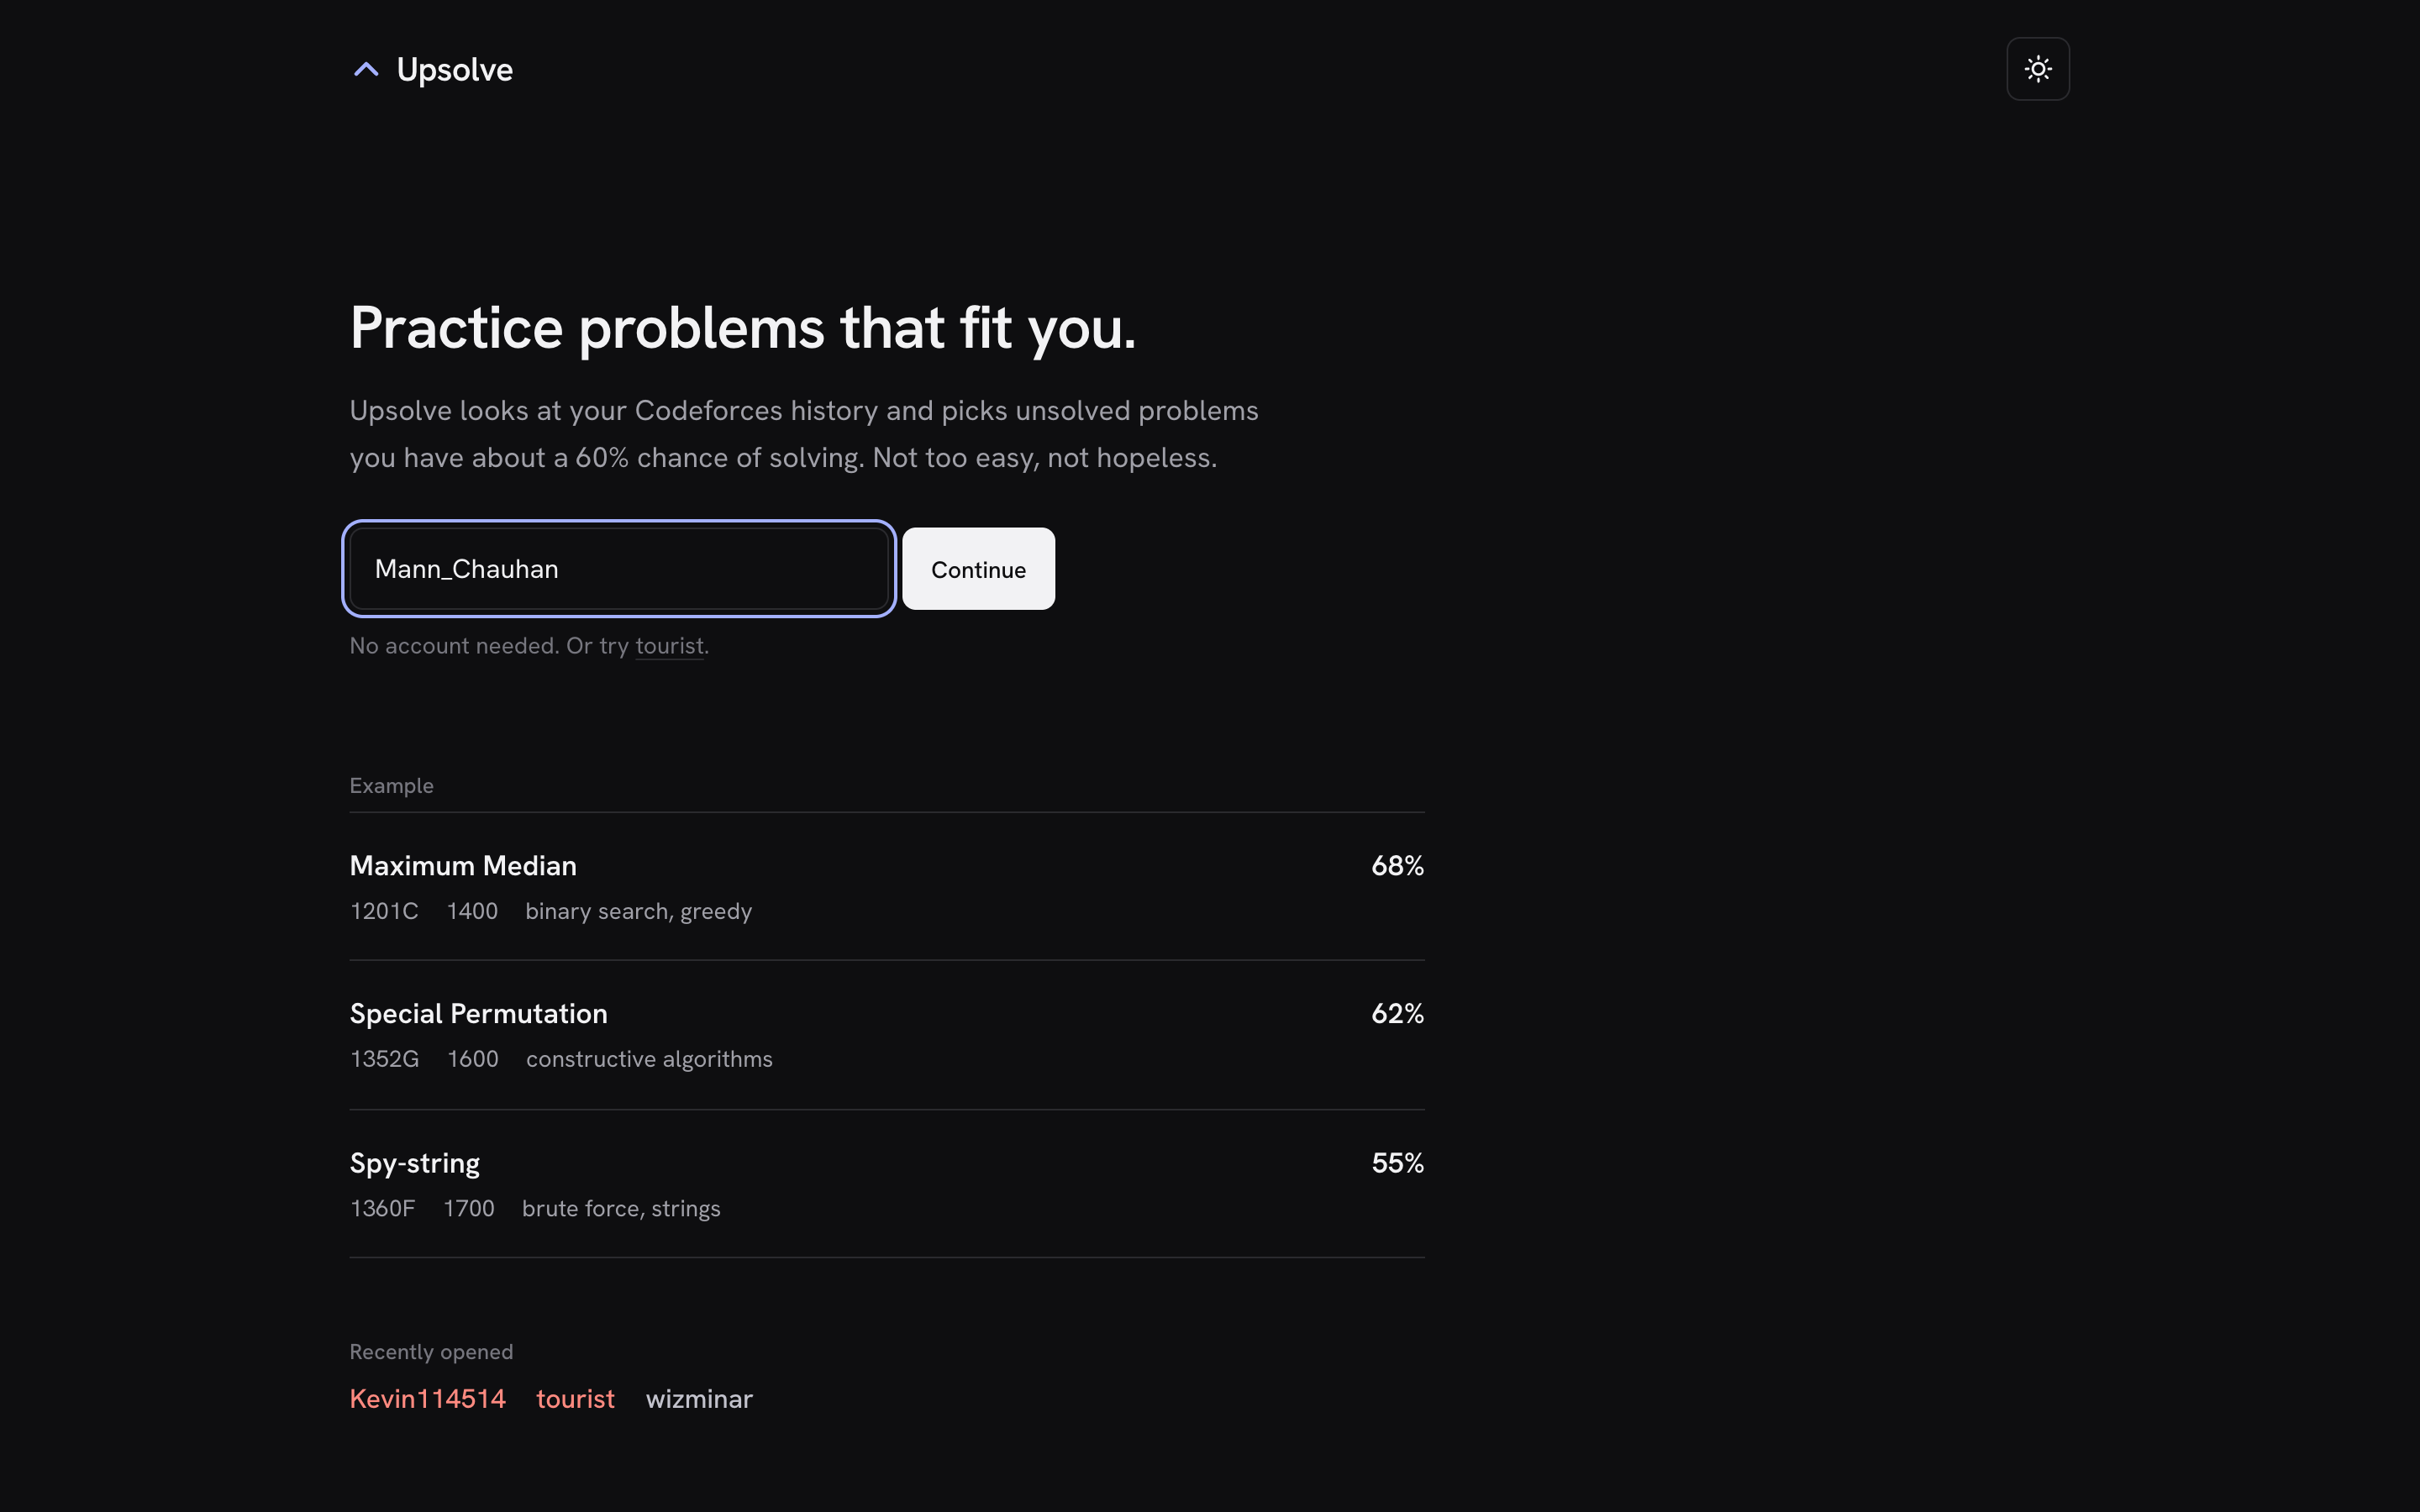 Upsolve
Practice problems that fit you.
Upsolve looks at your Codeforces history and picks unsolved problems
you have about a 60% chance of solving. Not too easy, not hopeless.
Mann_Chauhan
Continue
No account needed. Or try tourist.
Example
Maximum Median 68%
1201C 1400 binary search, greedy
Special Permutation 62%
1352G 1600 constructive algorithms
Spy-string 55%
1360F 1700 brute force, strings
Recently opened
Kevin114514 tourist wizminar